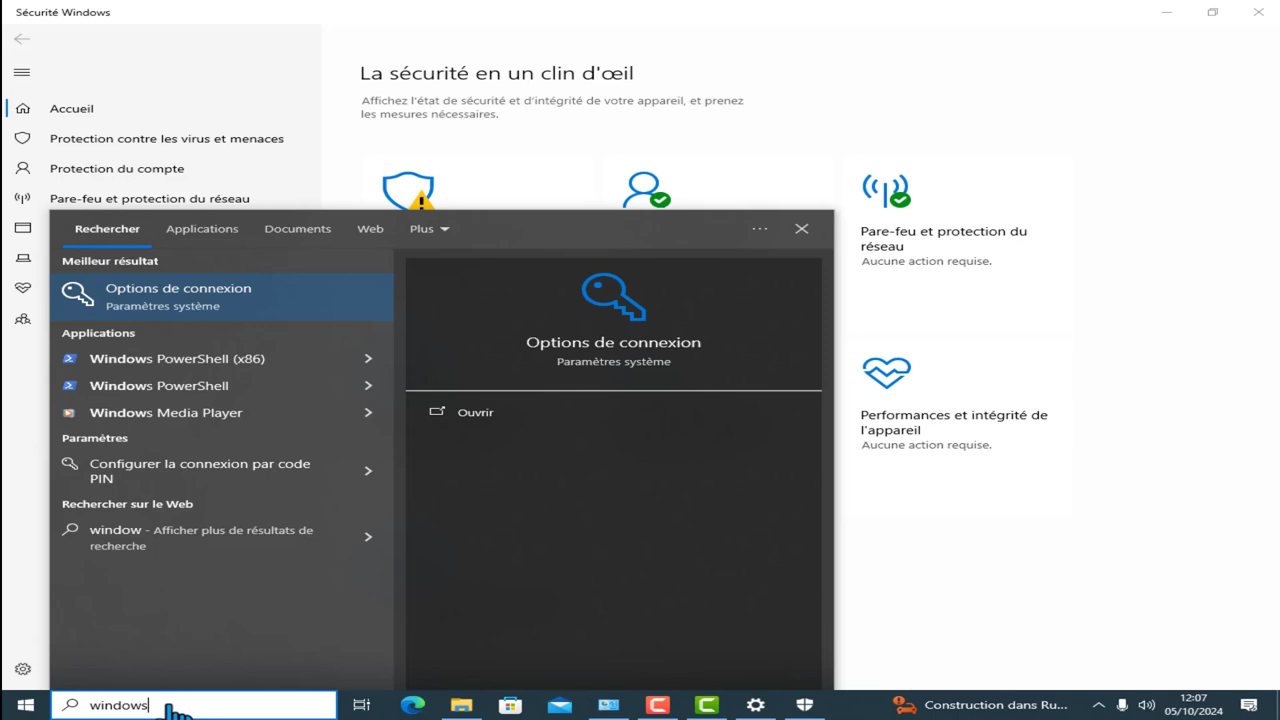 Sécurité Windows
La sécurité en un clin d'œil
Affichez l'état de sécurité et d'intégrité de votre appareil, et prenez
les mesures nécessaires.
Accueil
Protection contre les virus et menaces
Protection du compte
Pare-feu et protection du réseau
Pare-feu et protection du
réseau
Aucune action requise.
Performances et intégrité de
l'appareil
Aucune action requise.
Rechercher
Applications
Documents
Web
Plus
Meilleur résultat
Options de connexion
Paramètres système
Applications
Windows PowerShell (x86)
Windows PowerShell
Windows Media Player
Paramètres
Configurer la connexion par code
PIN
Rechercher sur le Web
window - Afficher plus de résultats de
recherche
Options de connexion
Paramètres système
Ouvrir
windows
Construction dans Ru...
12:07
05/10/2024